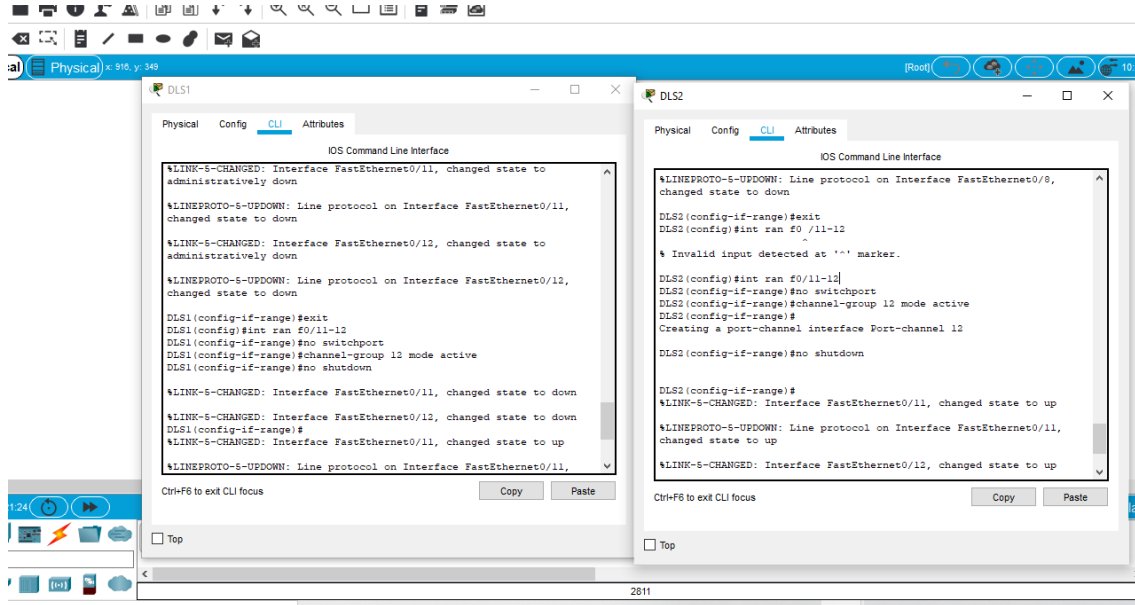 al)
Physical
x: 916, y: 349
[Root]
10:
DLS1
Physical Config CLI Attributes
IOS Command Line Interface
%LINK-5-CHANGED: Interface FastEthernet0/11, changed state to
administratively down
%LINEPROTO-5-UPDOWN: Line protocol on Interface FastEthernet0/11,
changed state to down
%LINK-5-CHANGED: Interface FastEthernet0/12, changed state to
administratively down
%LINEPROTO-5-UPDOWN: Line protocol on Interface FastEthernet0/12,
changed state to down
DLS1(config-if-range)#exit
DLS1(config)#int ran f0/11-12
DLS1(config-if-range)#no switchport
DLS1(config-if-range)#channel-group 12 mode active
DLS1(config-if-range)#no shutdown
%LINK-5-CHANGED: Interface FastEthernet0/11, changed state to down
%LINK-5-CHANGED: Interface FastEthernet0/12, changed state to down
DLS1(config-if-range)#
%LINK-5-CHANGED: Interface FastEthernet0/11, changed state to up
%LINEPROTO-5-UPDOWN: Line protocol on Interface FastEthernet0/11,
Ctrl+F6 to exit CLI focus
Copy Paste
Top
DLS2
Physical Config CLI Attributes
IOS Command Line Interface
%LINEPROTO-5-UPDOWN: Line protocol on Interface FastEthernet0/8,
changed state to down
DLS2(config-if-range)#exit
DLS2(config)#int ran f0 /11-12
^
% Invalid input detected at '^' marker.
DLS2(config)#int ran f0/11-12
DLS2(config-if-range)#no switchport
DLS2(config-if-range)#channel-group 12 mode active
DLS2(config-if-range)#
Creating a port-channel interface Port-channel 12
DLS2(config-if-range)#no shutdown
DLS2(config-if-range)#
%LINK-5-CHANGED: Interface FastEthernet0/11, changed state to up
%LINEPROTO-5-UPDOWN: Line protocol on Interface FastEthernet0/11,
changed state to up
%LINK-5-CHANGED: Interface FastEthernet0/12, changed state to up
Ctrl+F6 to exit CLI focus
Copy Paste
Top
1:24
2811